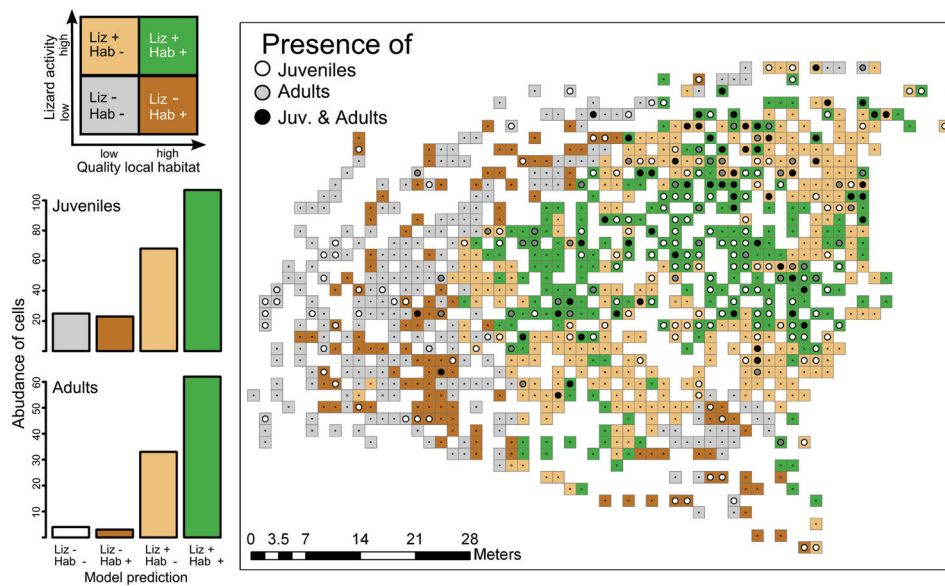 Lizard activity
high
low
Liz +
Hab -
Liz +
Hab +
Liz -
Hab -
Liz -
Hab +
low
high
Quality local habitat
Abudance of cells
Juveniles
100
80
60
40
20
Adults
60
50
40
30
20
10
Liz -
Hab -
Liz -
Hab +
Liz +
Hab -
Liz +
Hab +
Model prediction
Presence of
Juveniles
Adults
Juv. & Adults
0 3.5 7 14 21 28
Meters